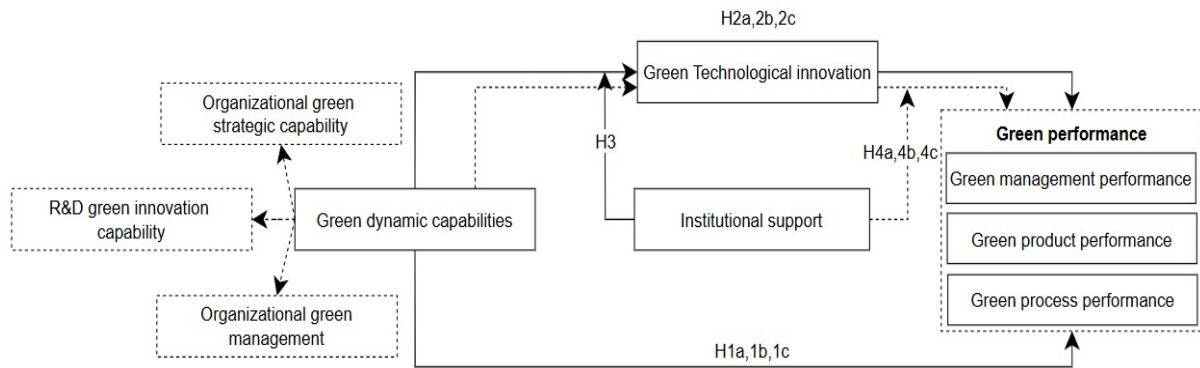 H2a,2b,2c
Green Technological innovation
Organizational green
strategic capability
H3
H4a,4b,4c
Green performance
Green management performance
R&D green innovation
capability
Green dynamic capabilities
Institutional support
Green product performance
Green process performance
Organizational green
management
H1a,1b,1c